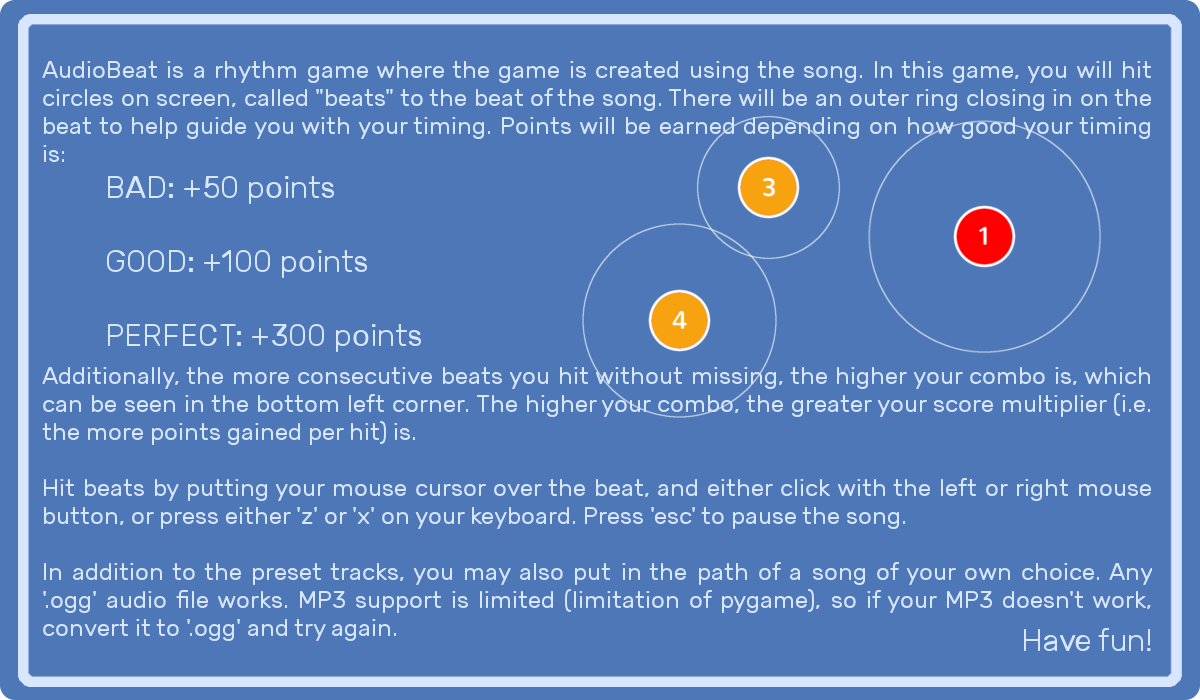 AudioBeat is a rhythm game where the game is created using the song. In this game, you will hit
circles on screen, called "beats" to the beat of the song. There will be an outer ring closing in on the
beat to help guide you with your timing. Points will be earned depending on how good your timing
is:
BAD: +50 points
3
1
GOOD: +100 points
4
PERFECT: +300 points
Additionally, the more consecutive beats you hit without missing, the higher your combo is, which
can be seen in the bottom left corner. The higher your combo, the greater your score multiplier (i.e.
the more points gained per hit) is.
Hit beats by putting your mouse cursor over the beat, and either click with the left or right mouse
button, or press either 'z' or 'x' on your keyboard. Press 'esc' to pause the song.
In addition to the preset tracks, you may also put in the path of a song of your own choice. Any
'.ogg' audio file works. MP3 support is limited (limitation of pygame), so if your MP3 doesn't work,
convert it to '.ogg' and try again.
Have fun!